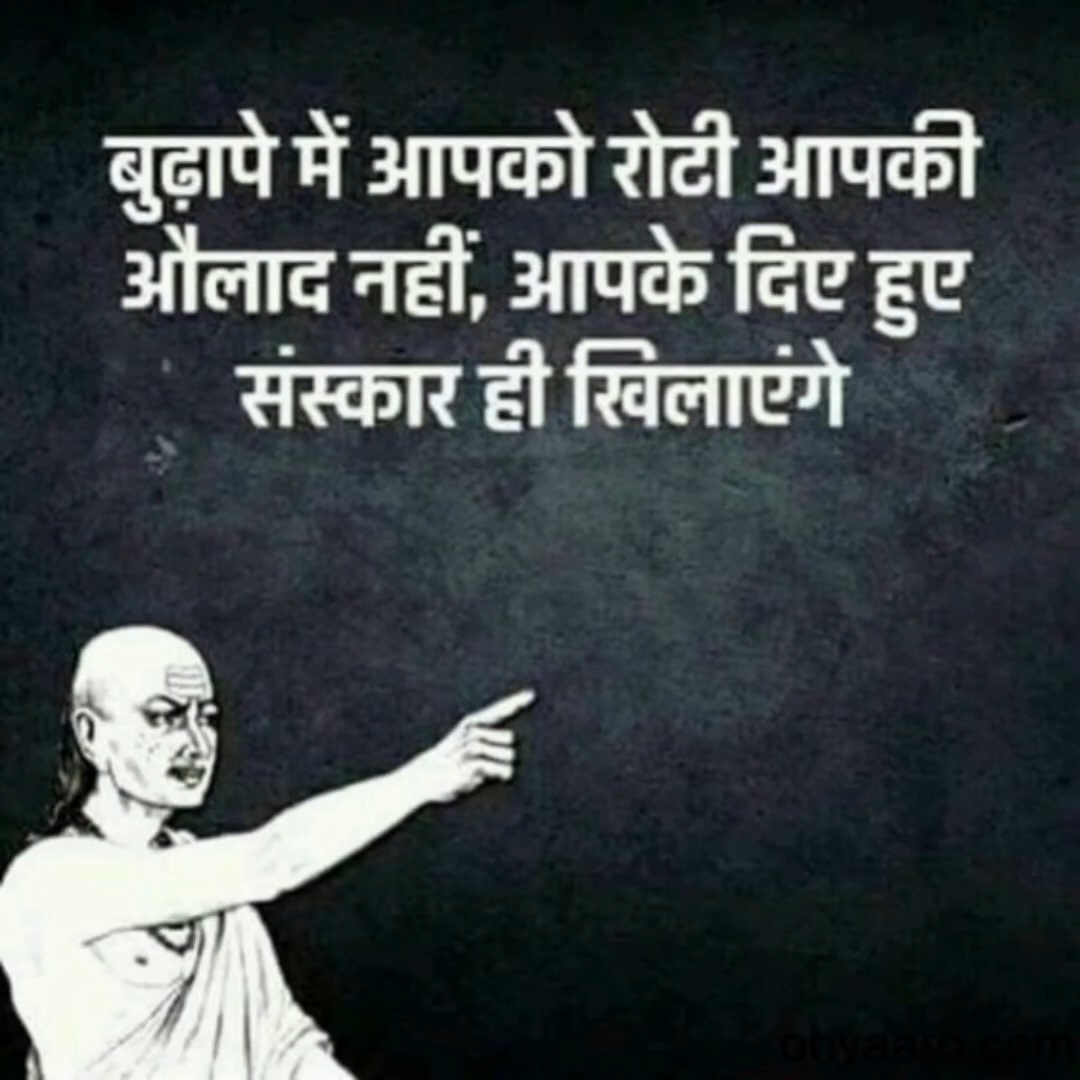 बुढ़ापे में आपको रोटी आपकी
औलाद नहीं, आपके दिए हुए
संस्कार ही खिलाएंगे